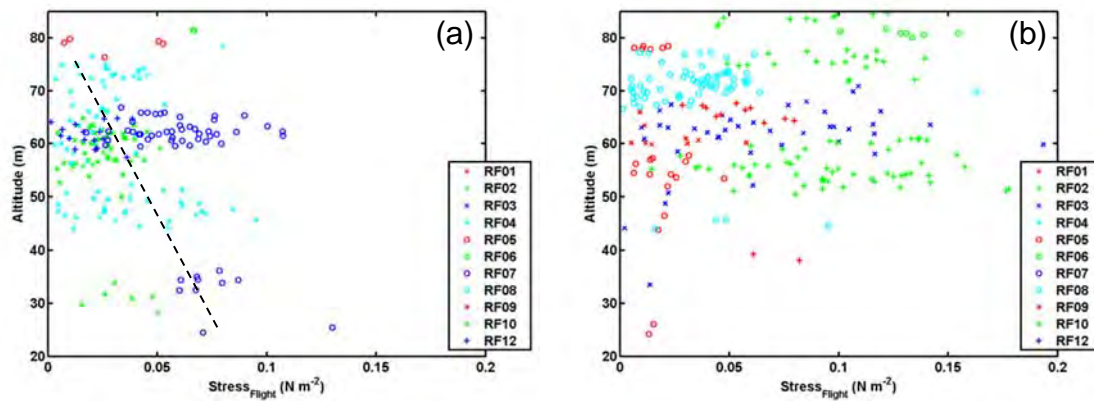 (a)
80
70
60
50
40
30
20
Altitude (m)
0
0.05
0.1
0.15
0.2
Stress_Flight (N m⁻²)
RF01
RF02
RF03
RF04
RF05
RF06
RF07
RF08
RF09
RF10
RF12
(b)
80
70
60
50
40
30
20
Altitude (m)
0
0.05
0.1
0.15
0.2
Stress_Flight (N m⁻²)
RF01
RF02
RF03
RF04
RF05
RF06
RF07
RF08
RF09
RF10
RF12